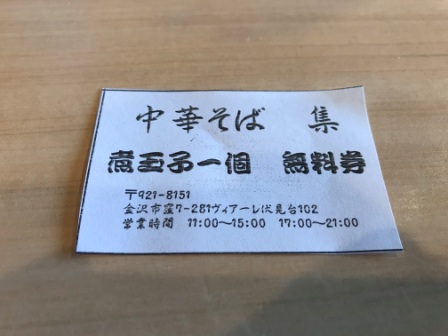 中華そば　集
煮玉子一個　無料券
〒921-8151
金沢市窪7-281ヴィアーレ伏見台102
営業時間　11:00～15:00　17:00～21:00